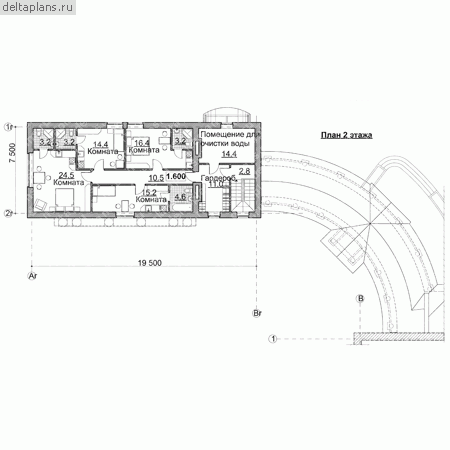 deltaplans.ru
План 2 этажа
1г
7 500
2г
3.2
3.2
14.4
Комната
16.4
Комната
3.2
Помещение для
очистки воды
14.4
24.5
Комната
10.5
1.600
Гардероб.
11.0
2.8
15.2
Комната
4.6
19 500
Аг
Вг
В
1